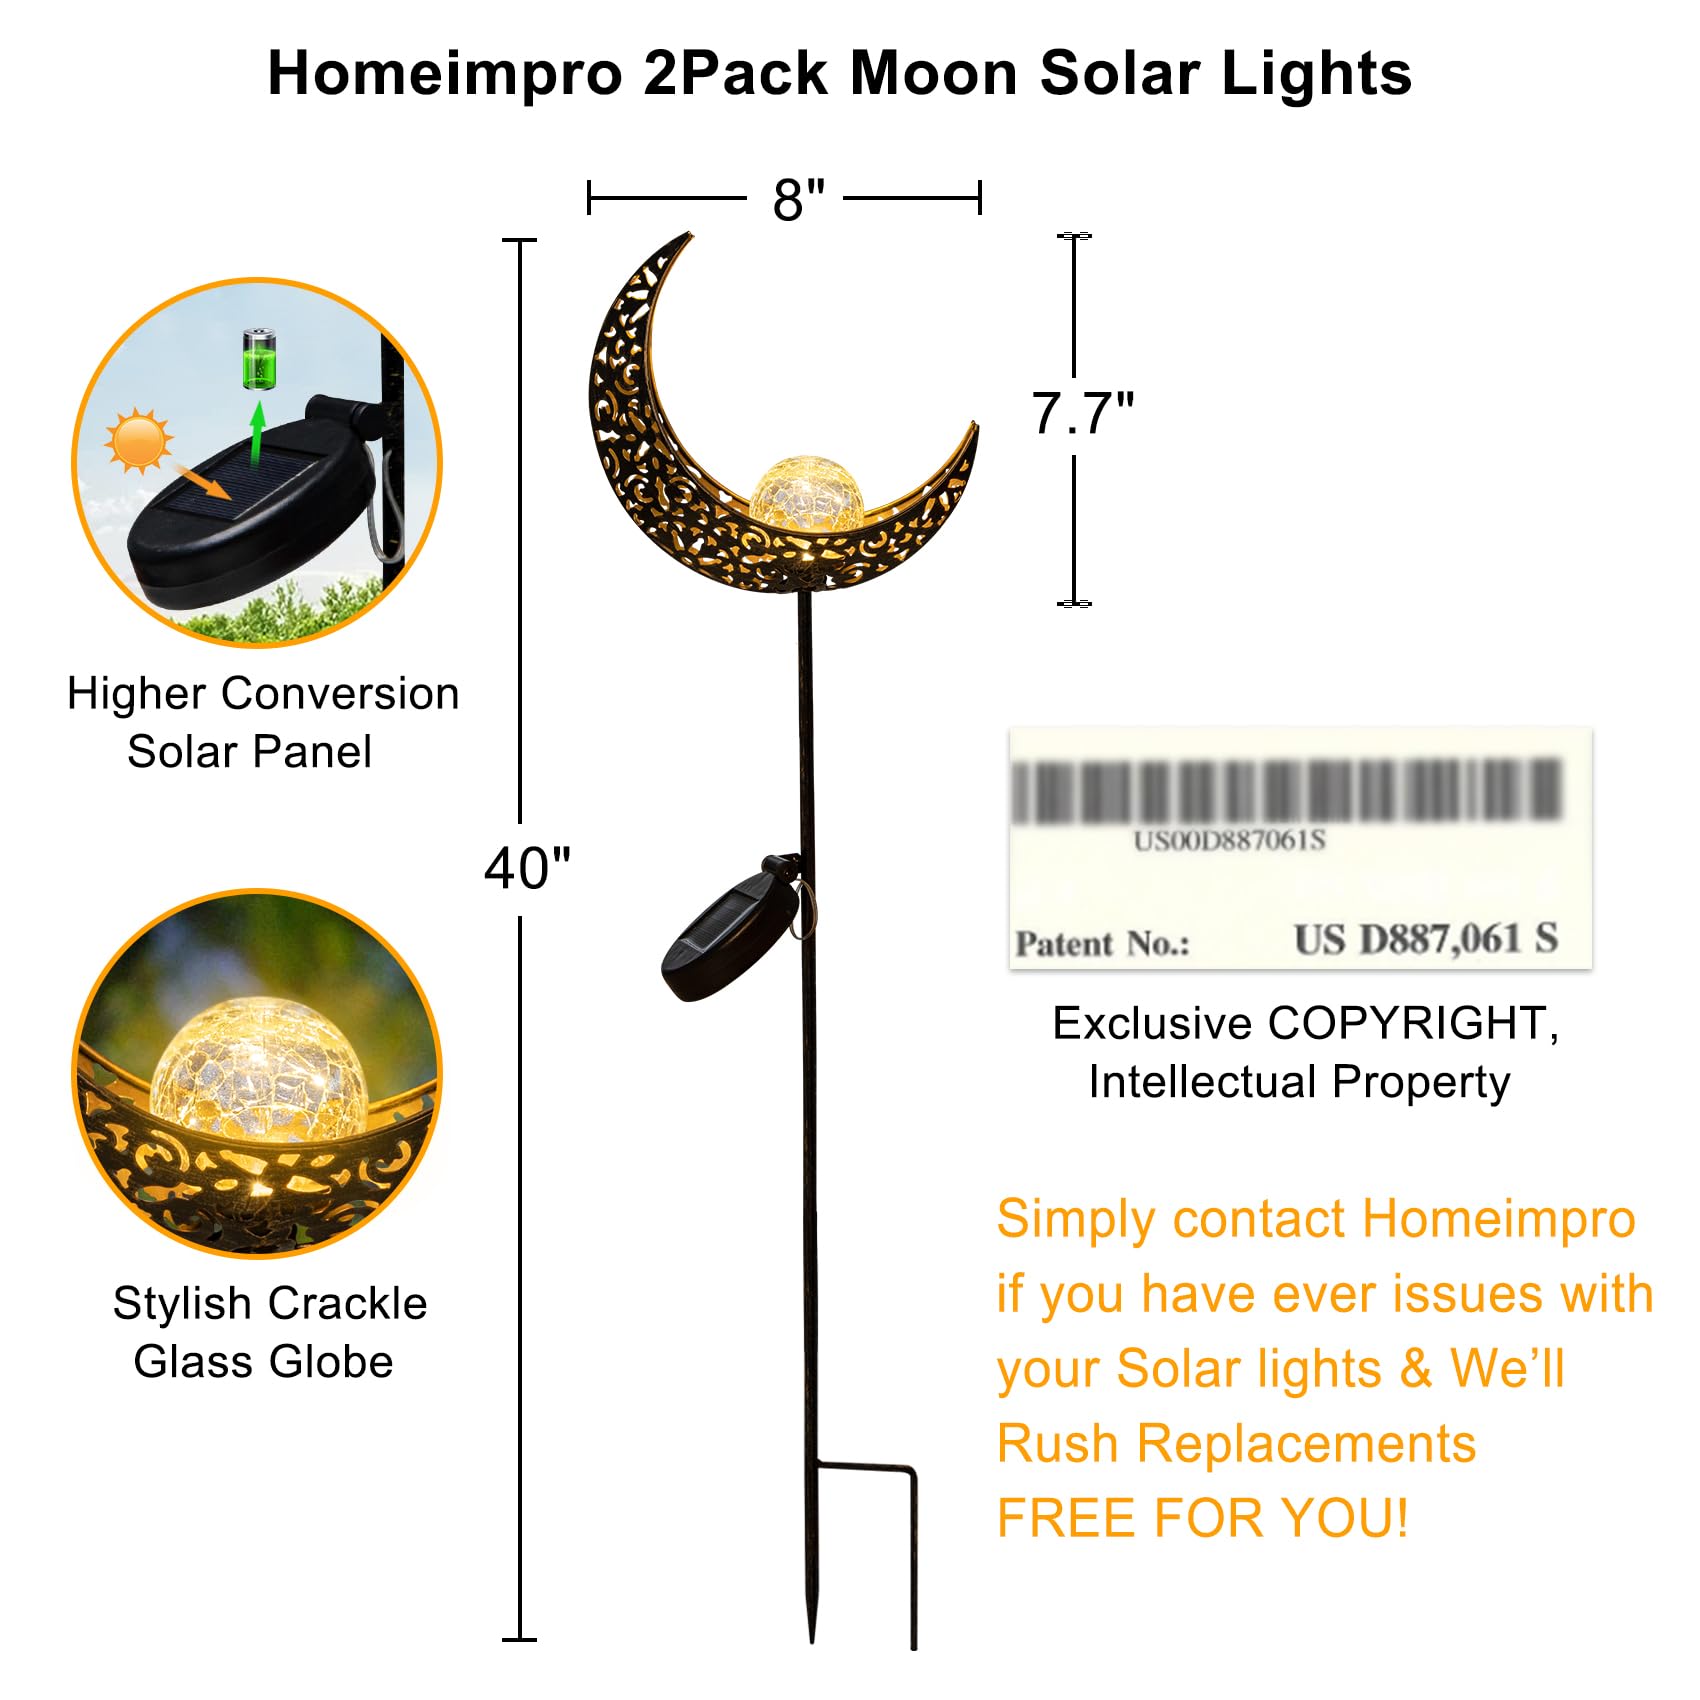 Homeimpro 2Pack Moon Solar Lights
8"
7.7"
40"
Higher Conversion
Solar Panel
Stylish Crackle
Glass Globe
US00D887061S
Patent No.: US D887,061 S
Exclusive COPYRIGHT,
Intellectual Property
Simply contact Homeimpro
if you have ever issues with
your Solar lights & We’ll
Rush Replacements
FREE FOR YOU!